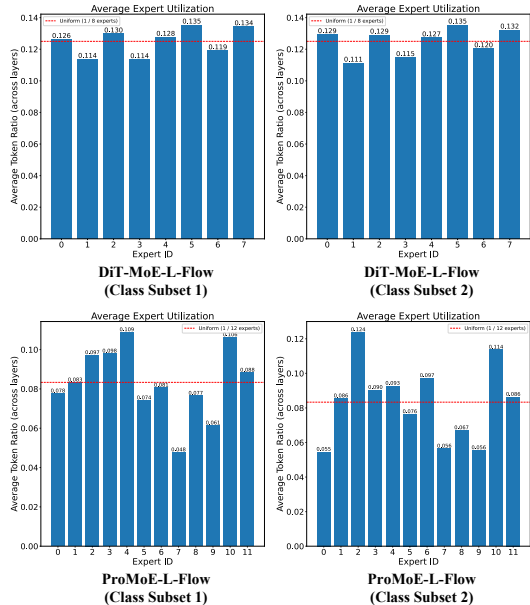 Average Expert Utilization
Uniform (1 / 8 experts)
Average Token Ratio (across layers)
0.14
0.12
0.10
0.08
0.06
0.04
0.02
0.00
0.126
0.114
0.130
0.114
0.128
0.135
0.119
0.134
0 1 2 3 4 5 6 7
Expert ID
DiT-MoE-L-Flow
(Class Subset 1)
Average Expert Utilization
Uniform (1 / 8 experts)
Average Token Ratio (across layers)
0.14
0.12
0.10
0.08
0.06
0.04
0.02
0.00
0.129
0.111
0.129
0.115
0.127
0.135
0.120
0.132
0 1 2 3 4 5 6 7
Expert ID
DiT-MoE-L-Flow
(Class Subset 2)
Average Expert Utilization
Uniform (1 / 12 experts)
Average Token Ratio (across layers)
0.10
0.08
0.06
0.04
0.02
0.00
0.078
0.083
0.097
0.098
0.109
0.074
0.081
0.048
0.077
0.061
0.106
0.088
0 1 2 3 4 5 6 7 8 9 10 11
Expert ID
ProMoE-L-Flow
(Class Subset 1)
Average Expert Utilization
Uniform (1 / 12 experts)
Average Token Ratio (across layers)
0.12
0.10
0.08
0.06
0.04
0.02
0.00
0.055
0.086
0.124
0.090
0.093
0.076
0.097
0.056
0.067
0.056
0.114
0.086
0 1 2 3 4 5 6 7 8 9 10 11
Expert ID
ProMoE-L-Flow
(Class Subset 2)